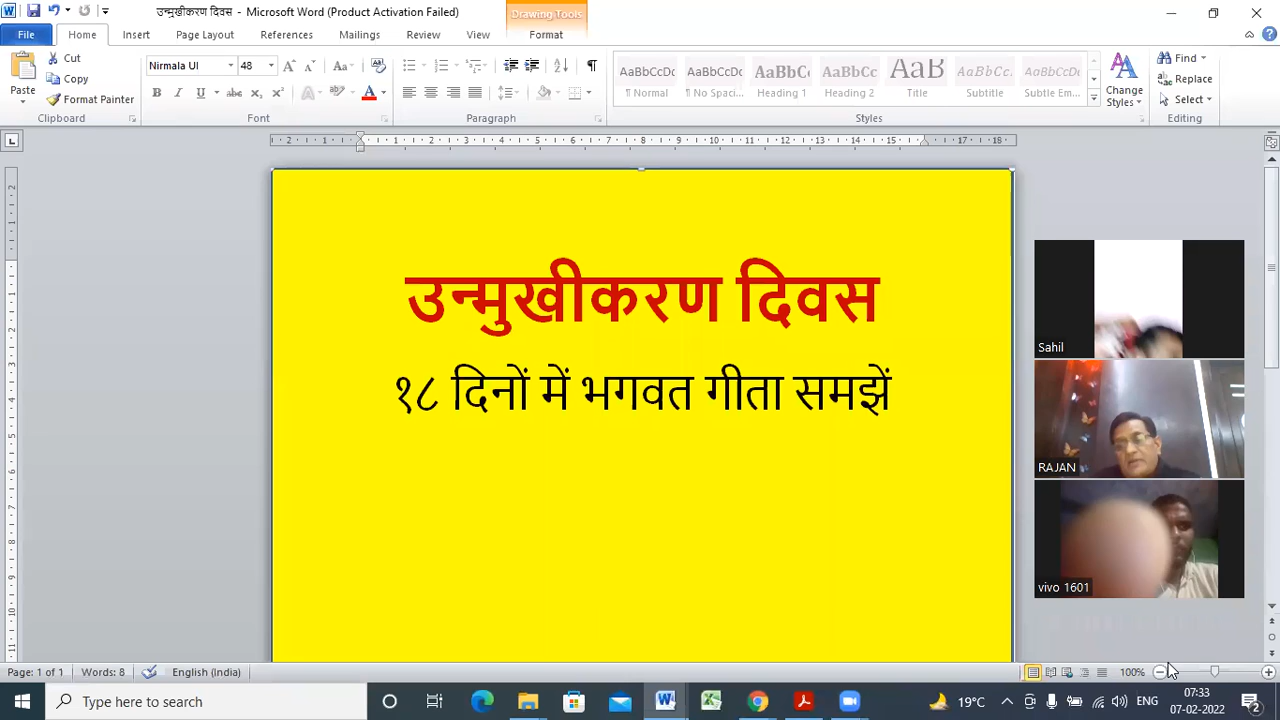 उन्मुखीकरण दिवस - Microsoft Word (Product Activation Failed)
Drawing Tools
File Home Insert Page Layout References Mailings Review View Format
Cut
Copy
Format Painter
Paste
Clipboard
Nirmala UI 48
Font
Paragraph
AaBbCcDc AaBbCcDc AaBbC AaBbCc AaB AaBbCcI AaBbCcDc
¶ Normal ¶ No Spaci... Heading 1 Heading 2 Title Subtitle Subtle Em...
Styles
Change Styles
Find
Replace
Select
Editing
उन्मुखीकरण दिवस
१८ दिनों में भगवत गीता समझें
Sahil
RAJAN
vivo 1601
Page: 1 of 1 Words: 8 English (India) 100%
Type here to search
19°C ENG 07:33
07-02-2022
2